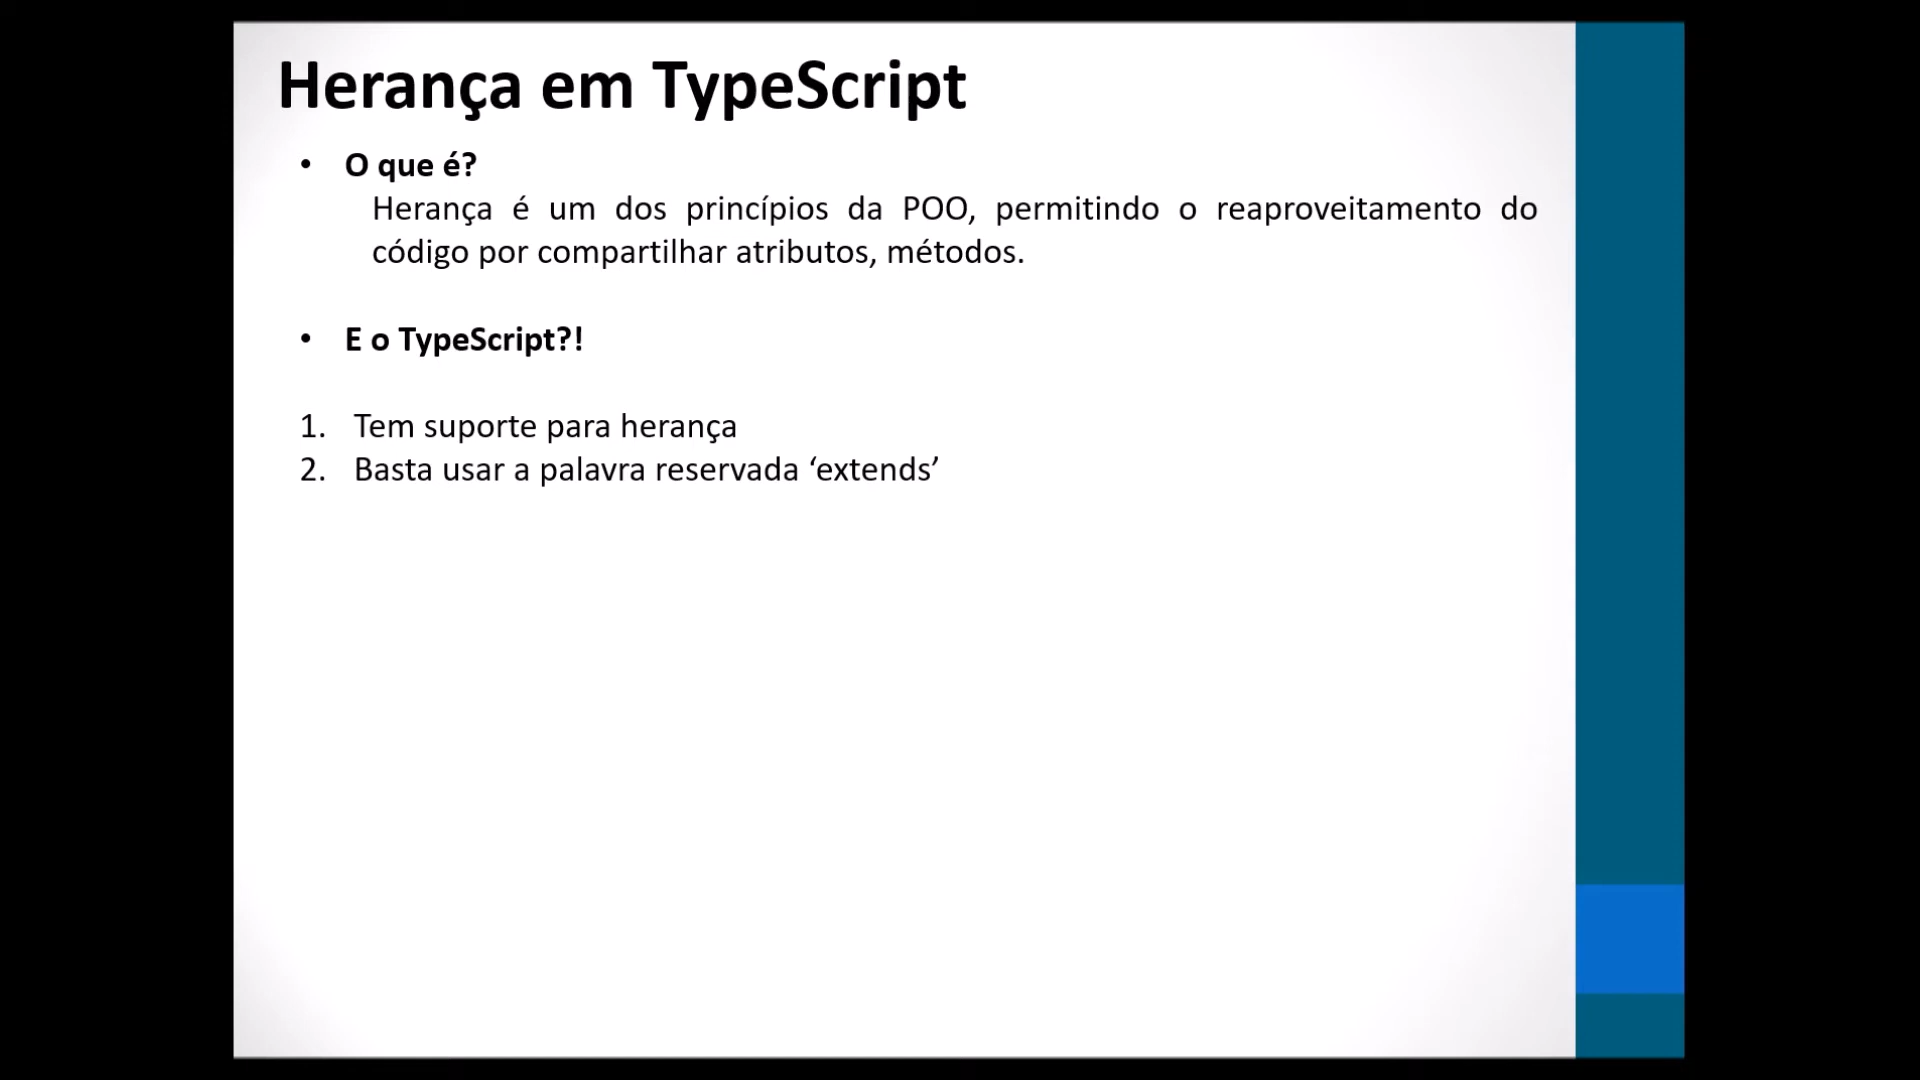 Herança em TypeScript
• O que é?
Herança é um dos princípios da POO, permitindo o reaproveitamento do
código por compartilhar atributos, métodos.
• E o TypeScript?!
1. Tem suporte para herança
2. Basta usar a palavra reservada ‘extends’